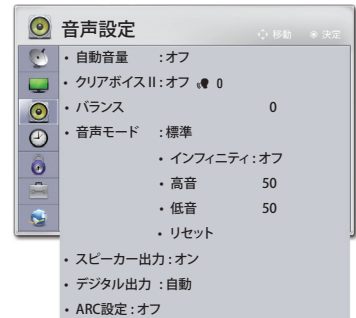 音声設定
移動 決定
• 自動音量 : オフ
• クリアボイスII : オフ 0
• バランス 0
• 音声モード : 標準
• インフィニティ : オフ
• 高音 50
• 低音 50
• リセット
• スピーカー出力 : オン
• デジタル出力 : 自動
• ARC設定 : オフ